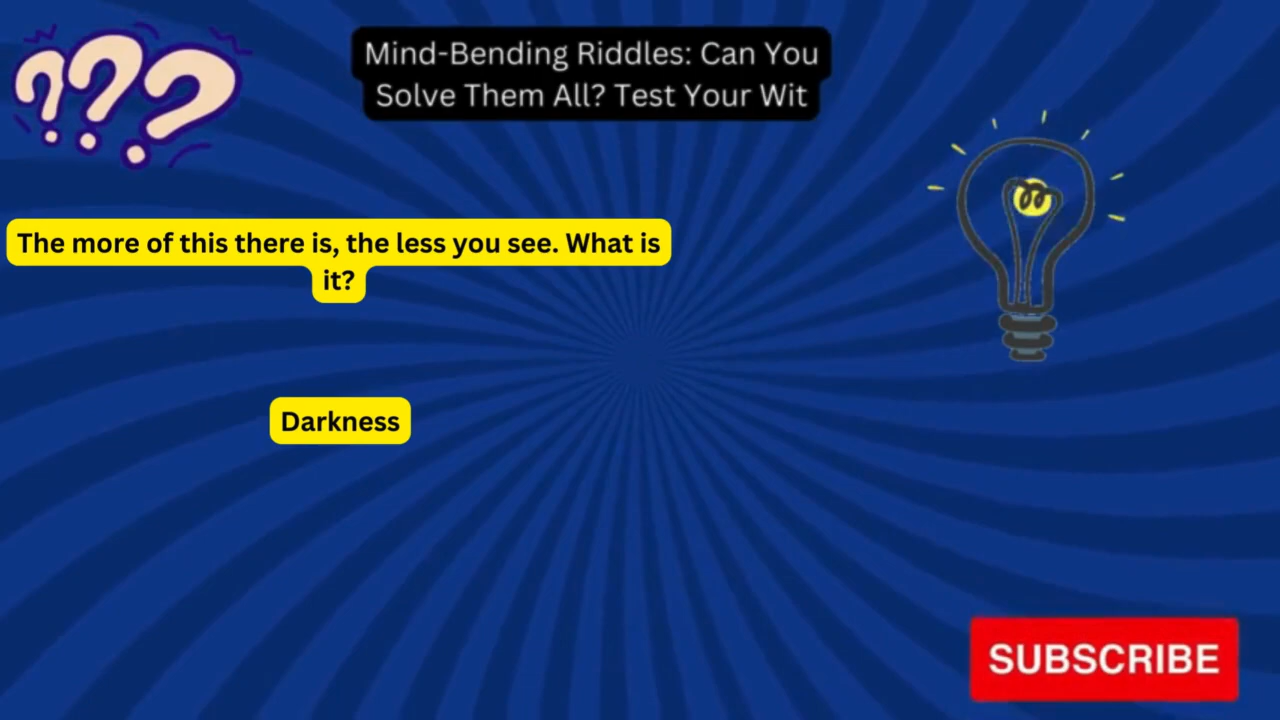 Mind-Bending Riddles: Can You
Solve Them All? Test Your Wit
The more of this there is, the less you see. What is
it?
Darkness
SUBSCRIBE